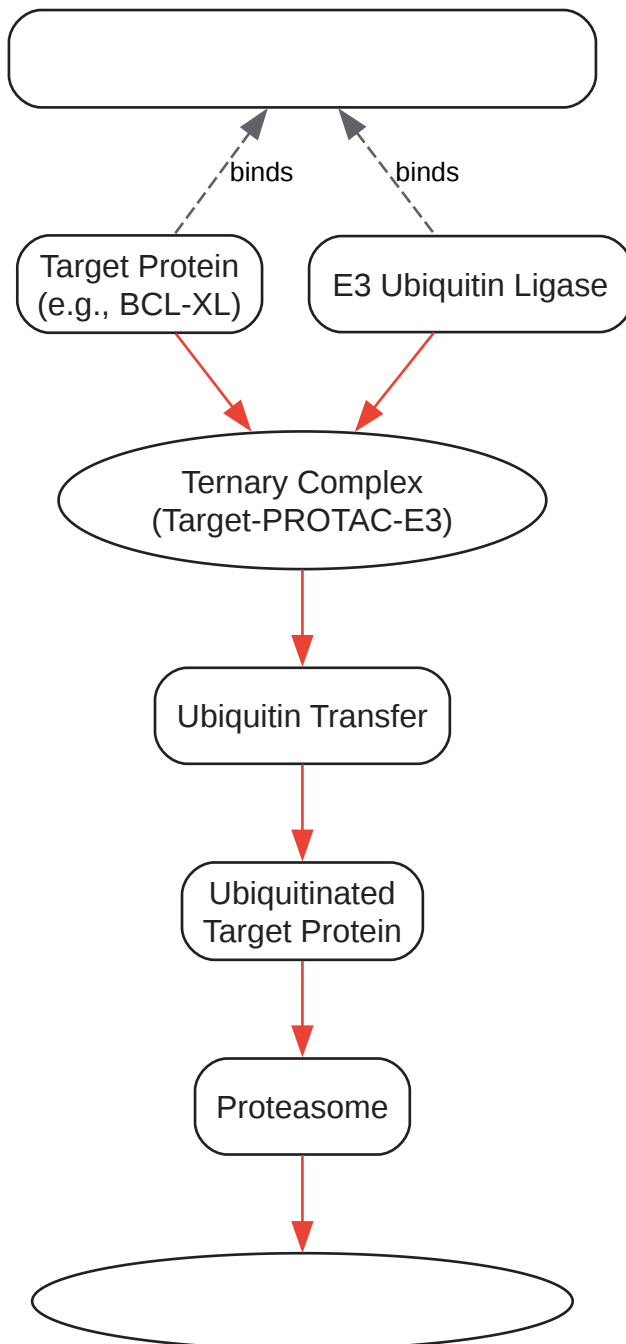 binds
binds
Target Protein
(e.g., BCL-XL)
E3 Ubiquitin Ligase
Ternary Complex
(Target-PROTAC-E3)
Ubiquitin Transfer
Ubiquitinated
Target Protein
Proteasome